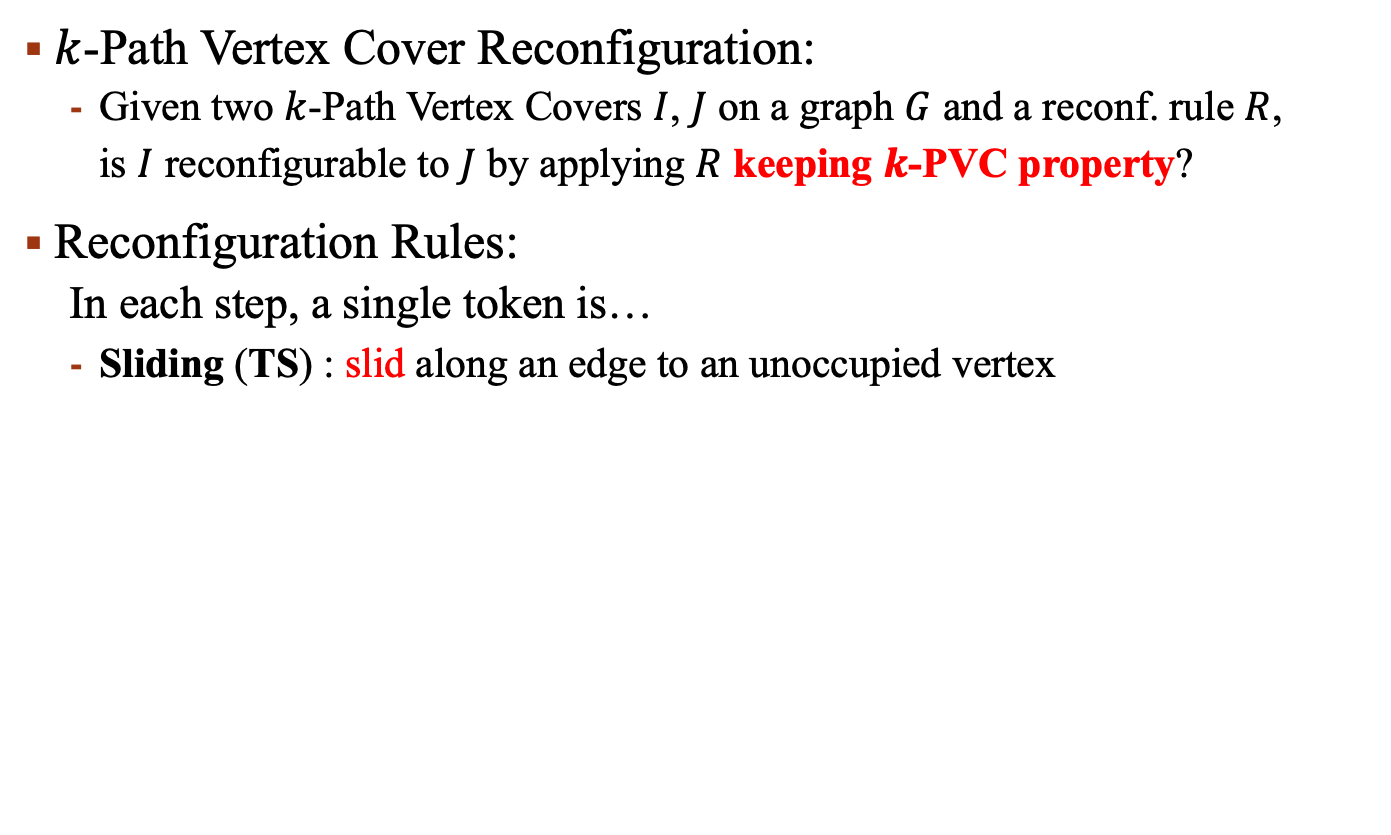 ▪ k-Path Vertex Cover Reconfiguration:
- Given two k-Path Vertex Covers I, J on a graph G and a reconf. rule R,
is I reconfigurable to J by applying R keeping k-PVC property?
▪ Reconfiguration Rules:
In each step, a single token is…
- Sliding (TS) : slid along an edge to an unoccupied vertex